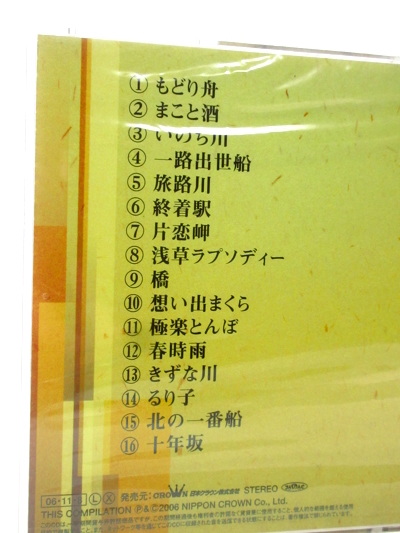 ① もどり舟
② まこと酒
③ いのち川
④ 一路出世船
⑤ 旅路川
⑥ 終着駅
⑦ 片恋岬
⑧ 浅草ラプソディー
⑨ 橋
⑩ 想い出まくら
⑪ 極楽とんぼ
⑫ 春時雨
⑬ きずな川
⑭ るり子
⑮ 北の一番船
⑯ 十年坂
06・11 L X 発売元：CROWN 日本クラウン株式会社 STEREO
THIS COMPILATION Ⓟ&Ⓒ2006 NIPPON CROWN Co., Ltd.